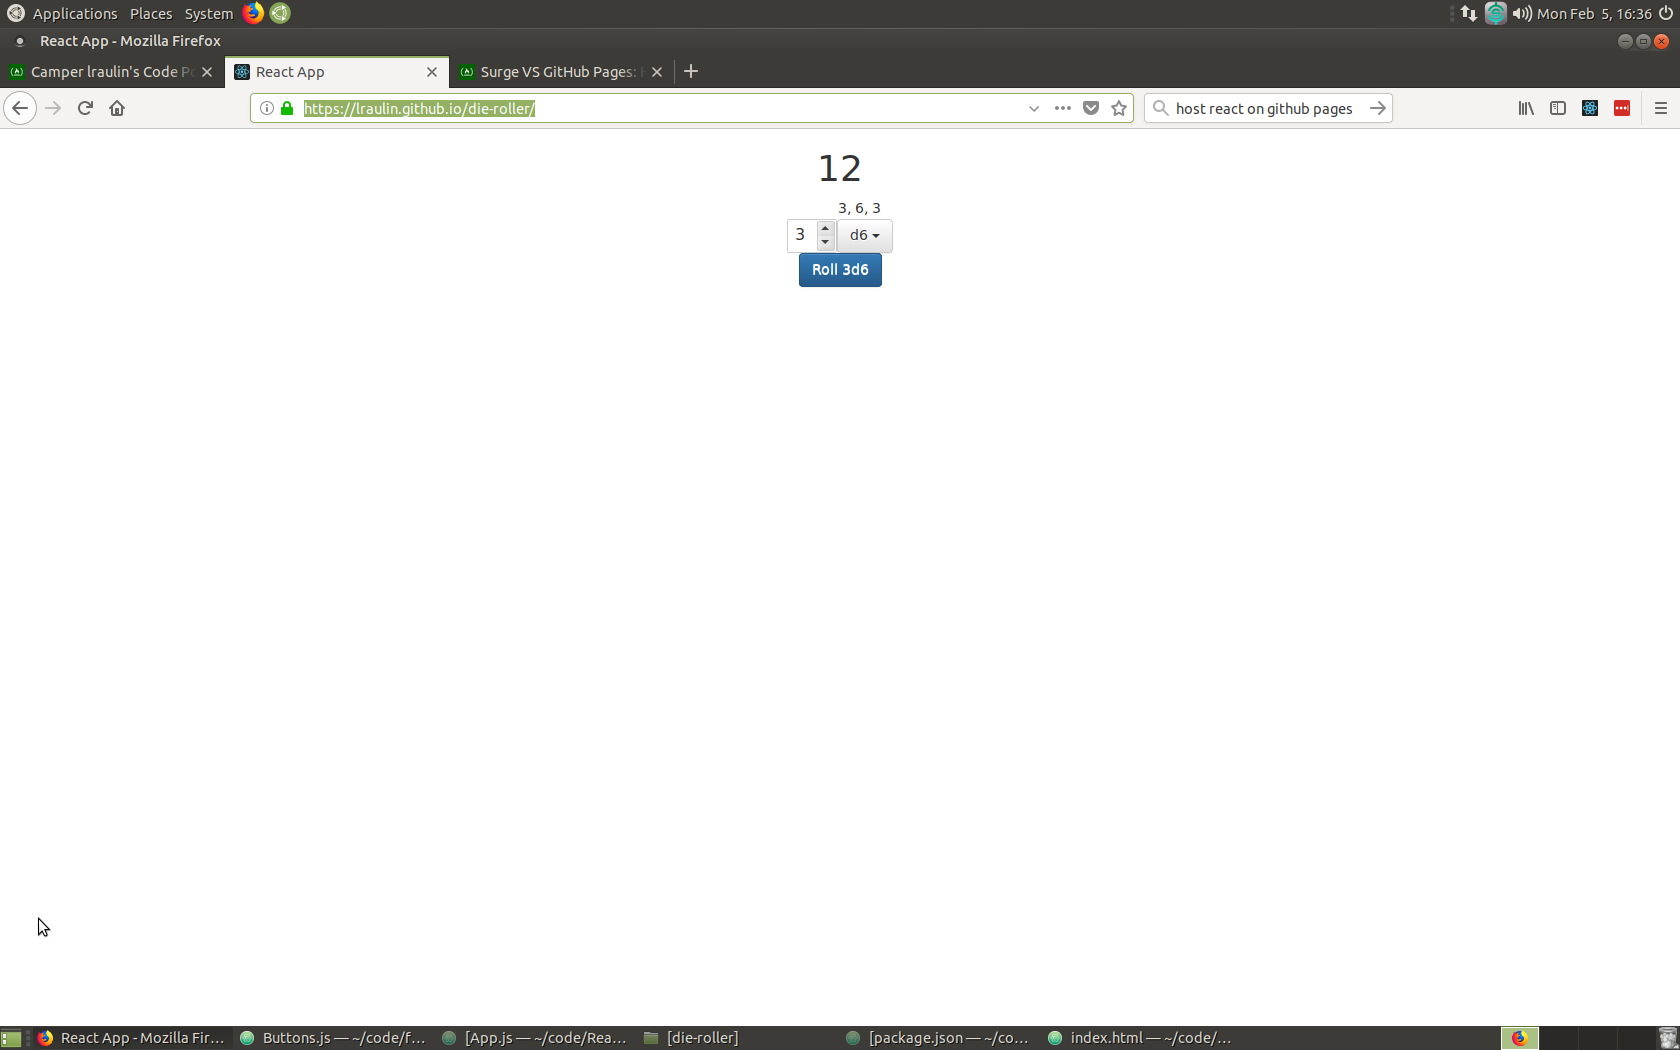 Applications Places System Mon Feb 5, 16:36
React App - Mozilla Firefox
Camper lraulin's Code Po React App Surge VS GitHub Pages:
https://lraulin.github.io/die-roller/ host react on github pages
12
3, 6, 3
3 d6
Roll 3d6
React App - Mozilla Fir... Buttons.js — ~/code/f... [App.js — ~/code/Rea... [die-roller] [package.json — ~/co... index.html — ~/code/...